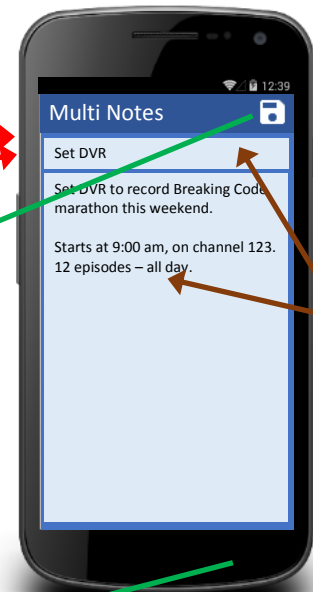 12:39
Multi Notes
Set DVR
Set DVR to record Breaking Code
marathon this weekend.
Starts at 9:00 am, on channel 123.
12 episodes – all day.